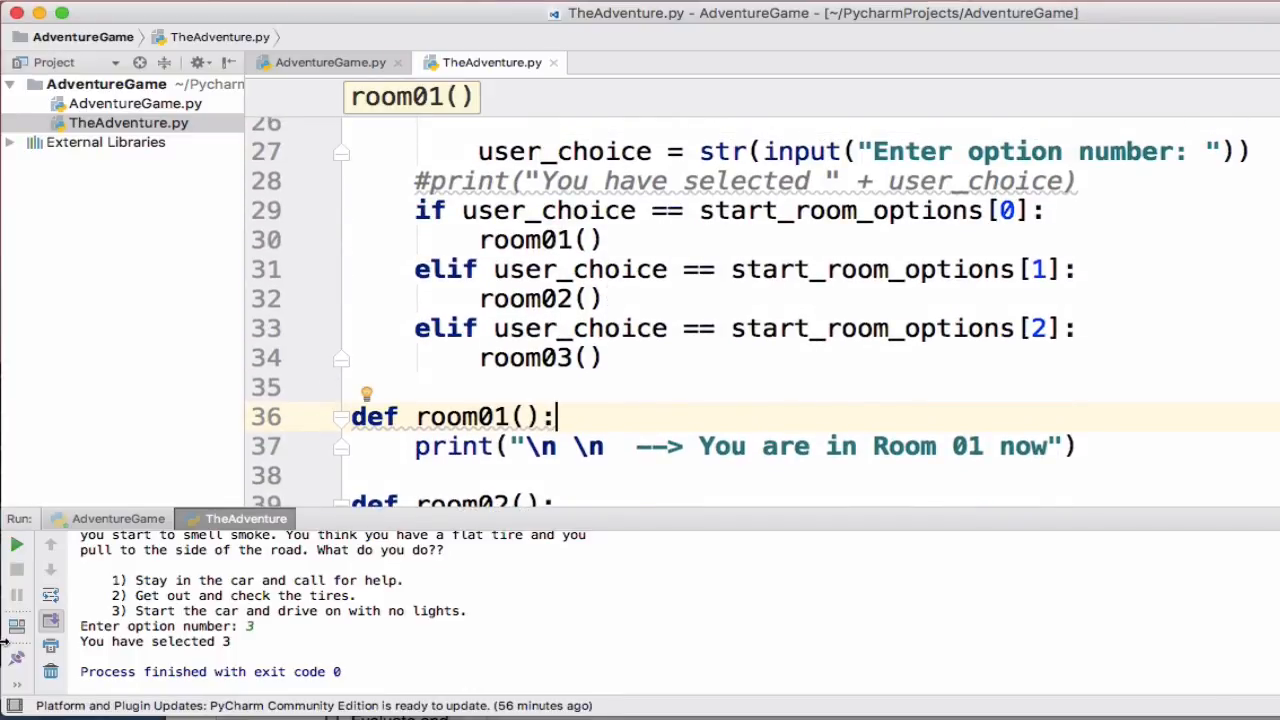 TheAdventure.py - AdventureGame - [~/PycharmProjects/AdventureGame]
AdventureGame TheAdventure.py
Project AdventureGame.py TheAdventure.py
AdventureGame ~/Pycharm
AdventureGame.py
TheAdventure.py
External Libraries
room01()
26
27 user_choice = str(input("Enter option number: "))
28 #print("You have selected " + user_choice)
29 if user_choice == start_room_options[0]:
30 room01()
31 elif user_choice == start_room_options[1]:
32 room02()
33 elif user_choice == start_room_options[2]:
34 room03()
35
36 def room01():
37 print("\n \n  --> You are in Room 01 now")
38
39 def room02():
Run: AdventureGame TheAdventure
you start to smell smoke. You think you have a flat tire and you
pull to the side of the road. What do you do??
1) Stay in the car and call for help.
2) Get out and check the tires.
3) Start the car and drive on with no lights.
Enter option number: 3
You have selected 3
Process finished with exit code 0
Platform and Plugin Updates: PyCharm Community Edition is ready to update. (56 minutes ago)